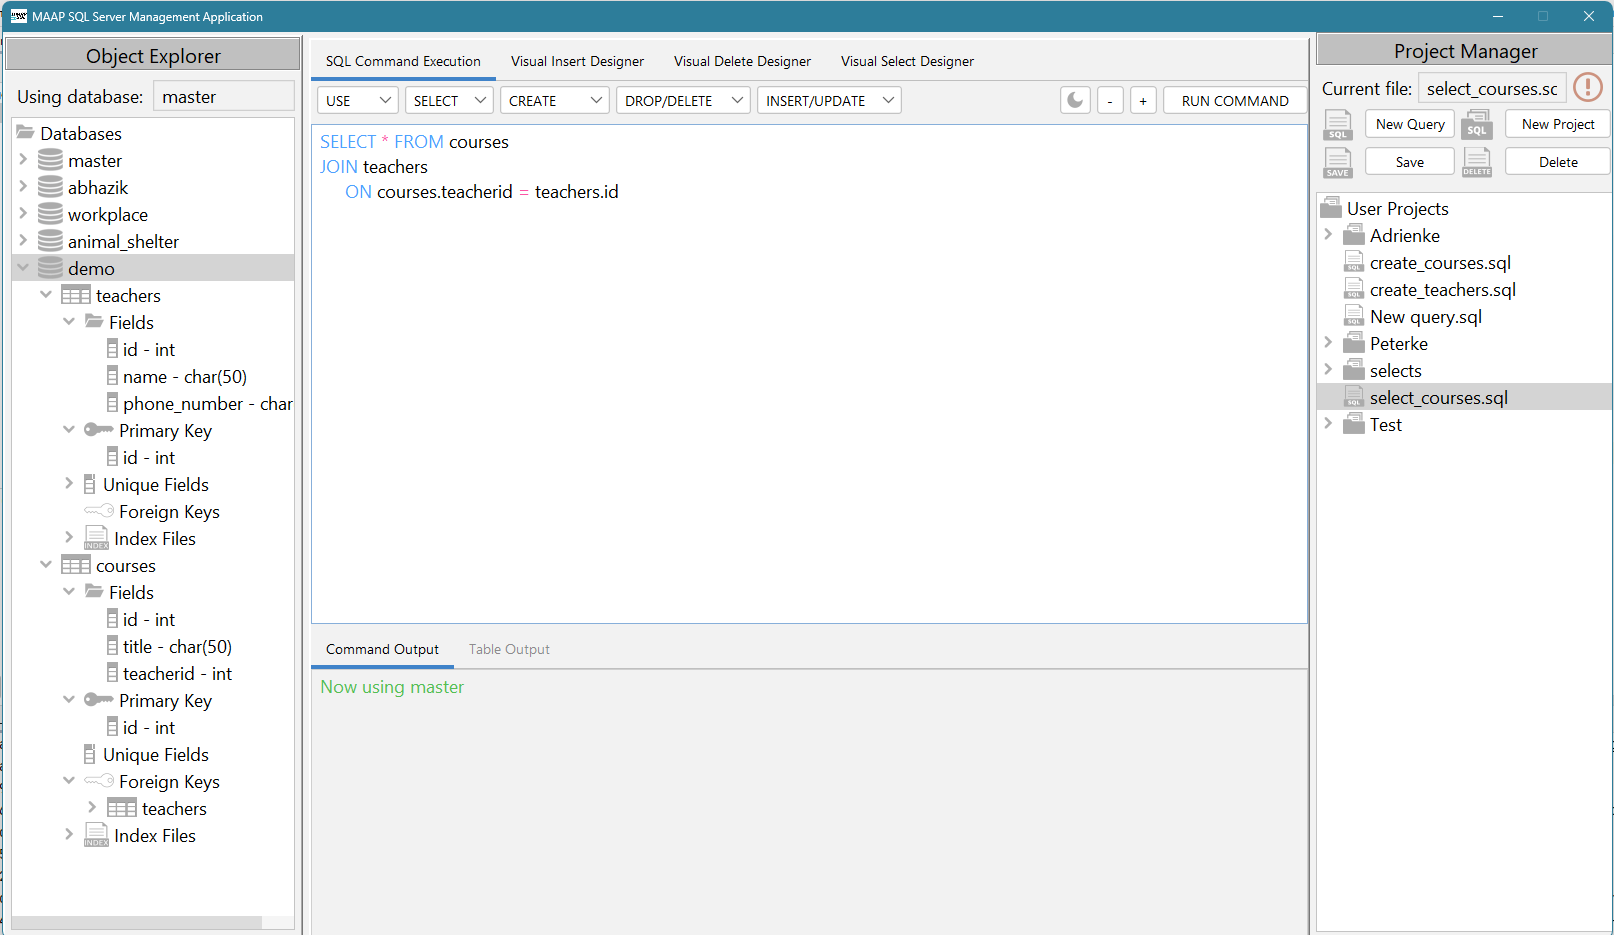 MAAP SQL Server Management Application
Object Explorer
Using database: master
Databases
master
abhazik
workplace
animal_shelter
demo
teachers
Fields
id - int
name - char(50)
phone_number - char
Primary Key
id - int
Unique Fields
Foreign Keys
INDEX Index Files
courses
Fields
id - int
title - char(50)
teacherid - int
Primary Key
id - int
Unique Fields
Foreign Keys
teachers
INDEX Index Files
SQL Command Execution Visual Insert Designer Visual Delete Designer Visual Select Designer
USE SELECT CREATE DROP/DELETE INSERT/UPDATE - + RUN COMMAND
SELECT * FROM courses
JOIN teachers
ON courses.teacherid = teachers.id
Command Output Table Output
Now using master
Project Manager
Current file: select_courses.sc
SQL New Query SQL New Project
SAVE Save DELETE Delete
User Projects
Adrienke
SQL create_courses.sql
SQL create_teachers.sql
SQL New query.sql
Peterke
selects
SQL select_courses.sql
Test